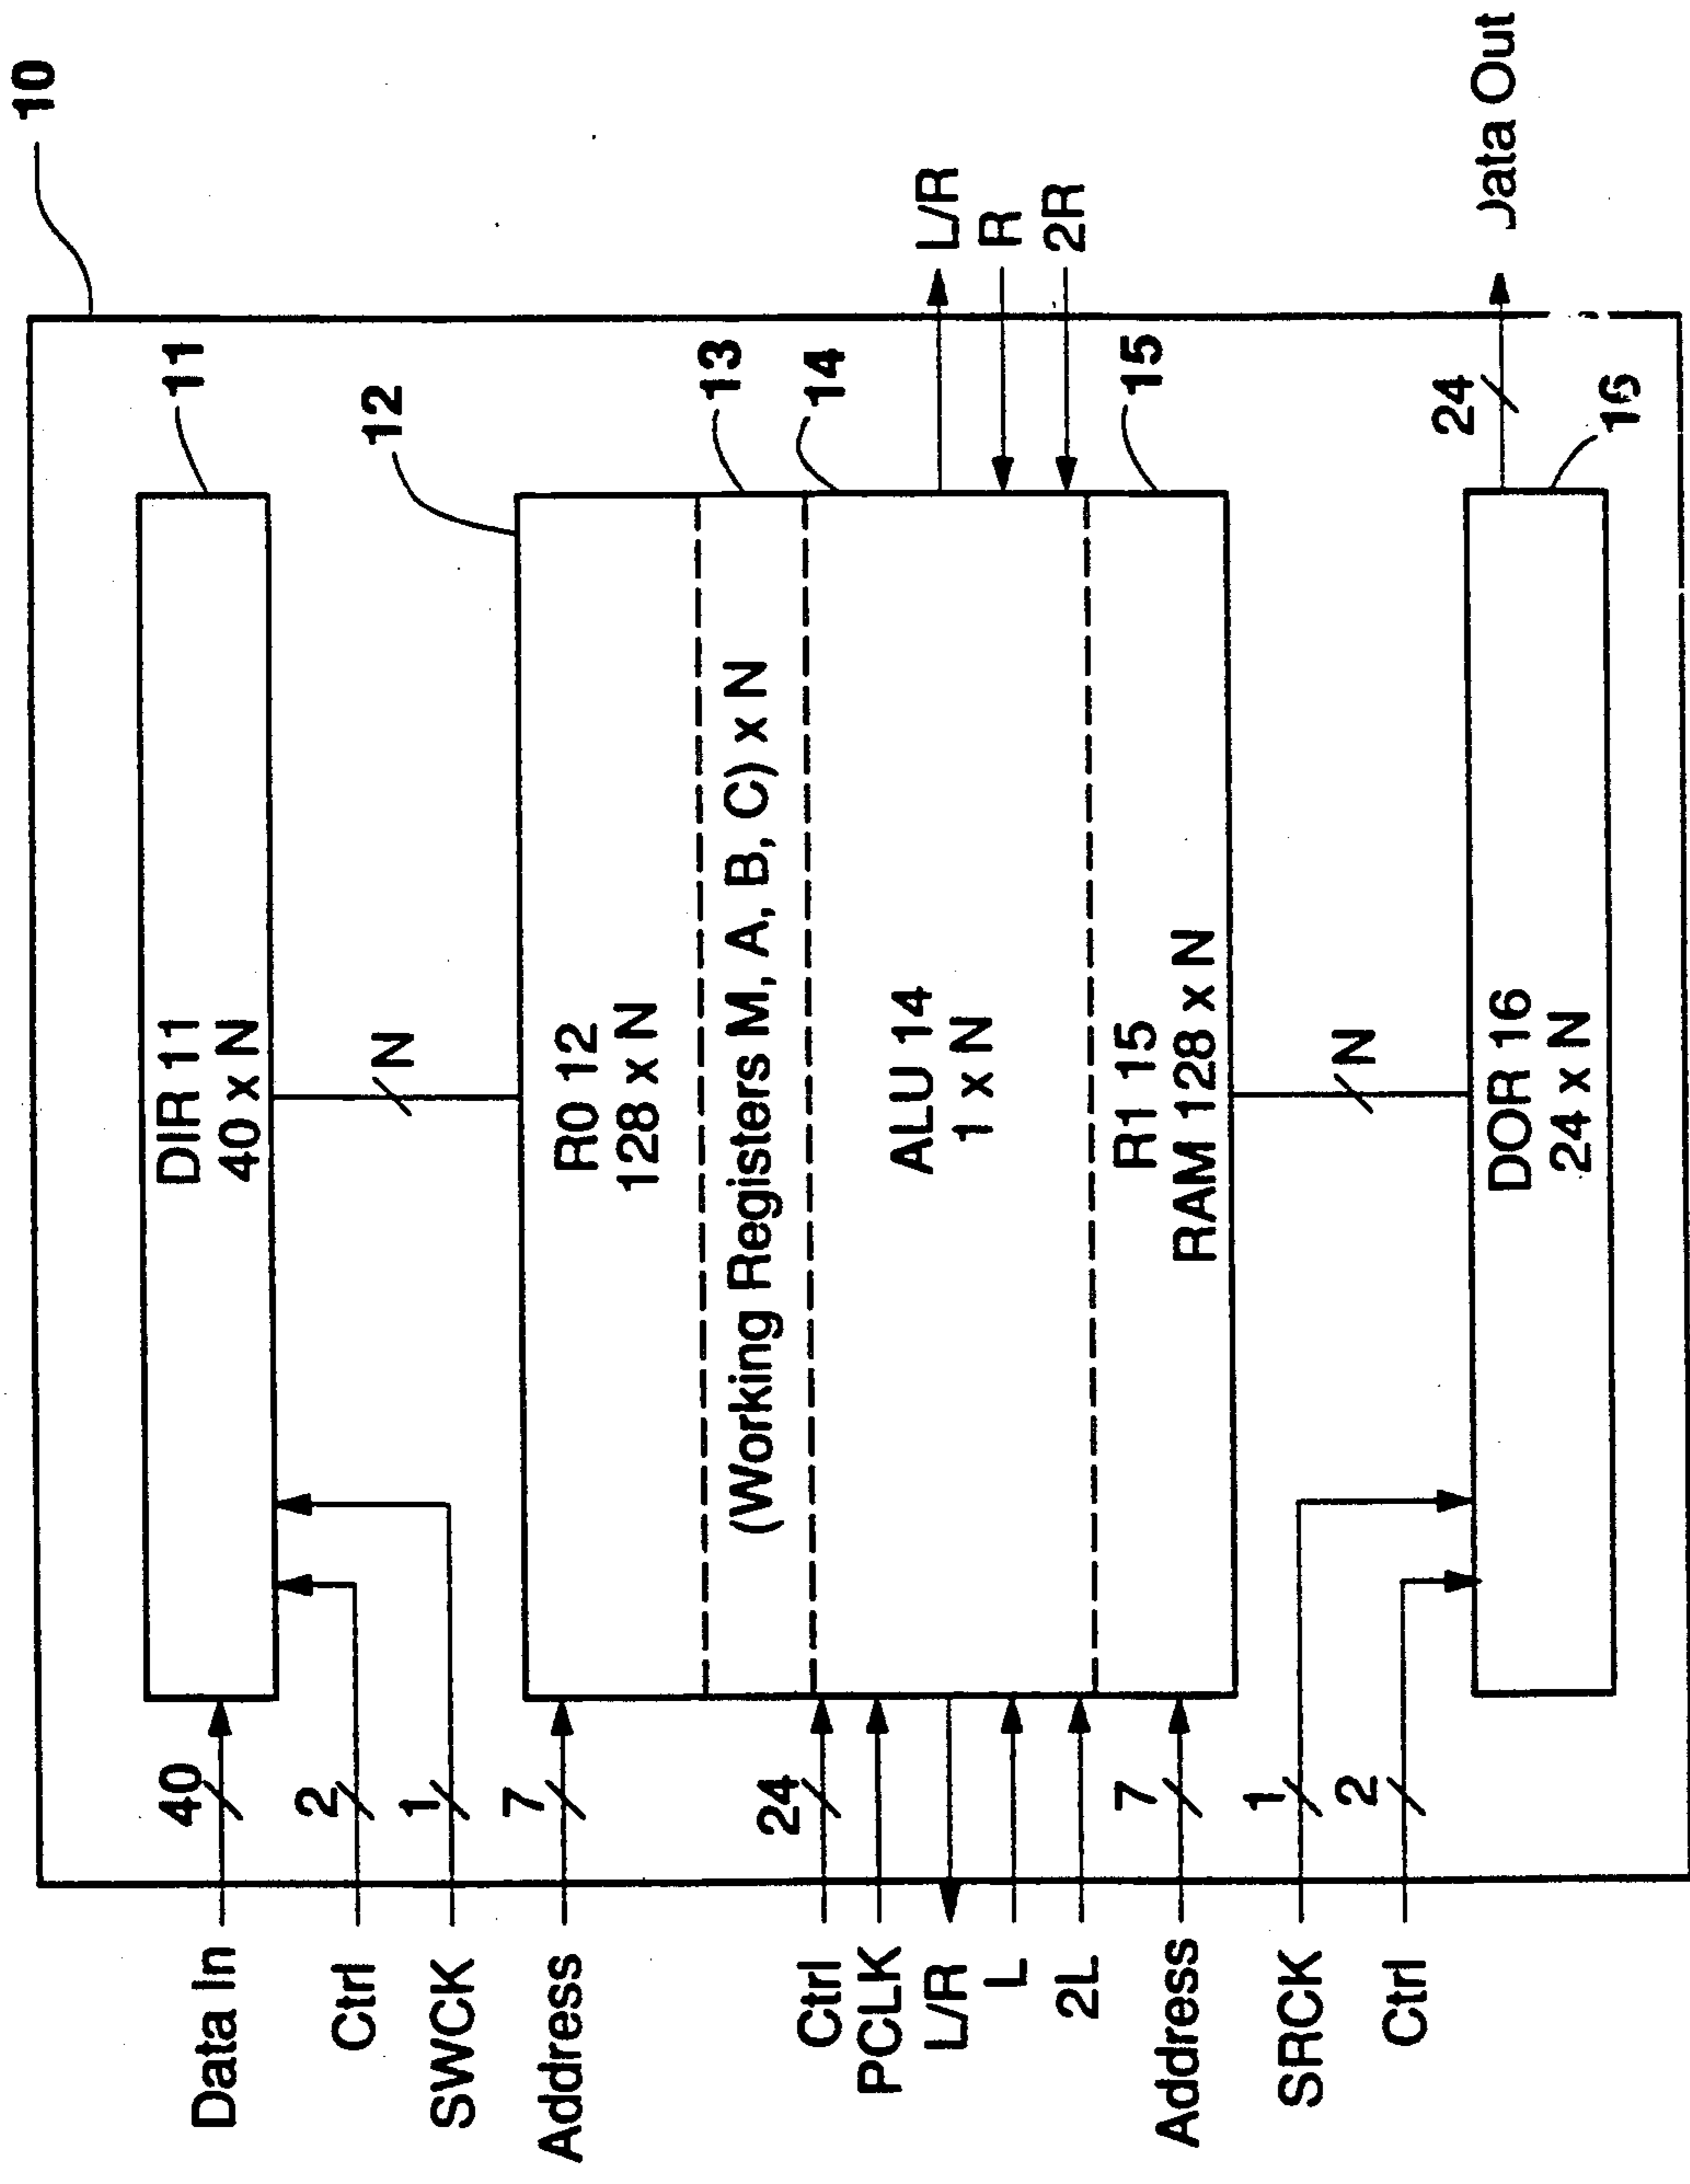 10
Data In
40
DIR 11
40 x N
11
Ctrl
2
SWCK
1
N
12
Address
7
R0 12
128 x N
(Working Registers M, A, B, C) x N
13
Ctrl
24
14
PCLK
ALU 14
1 x N
L/R
L/R
L
R
2L
2R
Address
7
R1 15
RAM 128 x N
15
SRCK
1
N
Ctrl
2
DOR 16
24 x N
24
Data Out
16